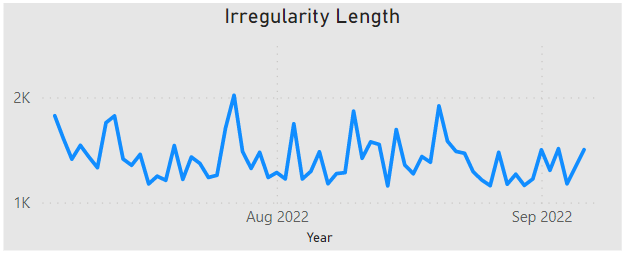 Irregularity Length
2K
1K
Aug 2022
Sep 2022
Year